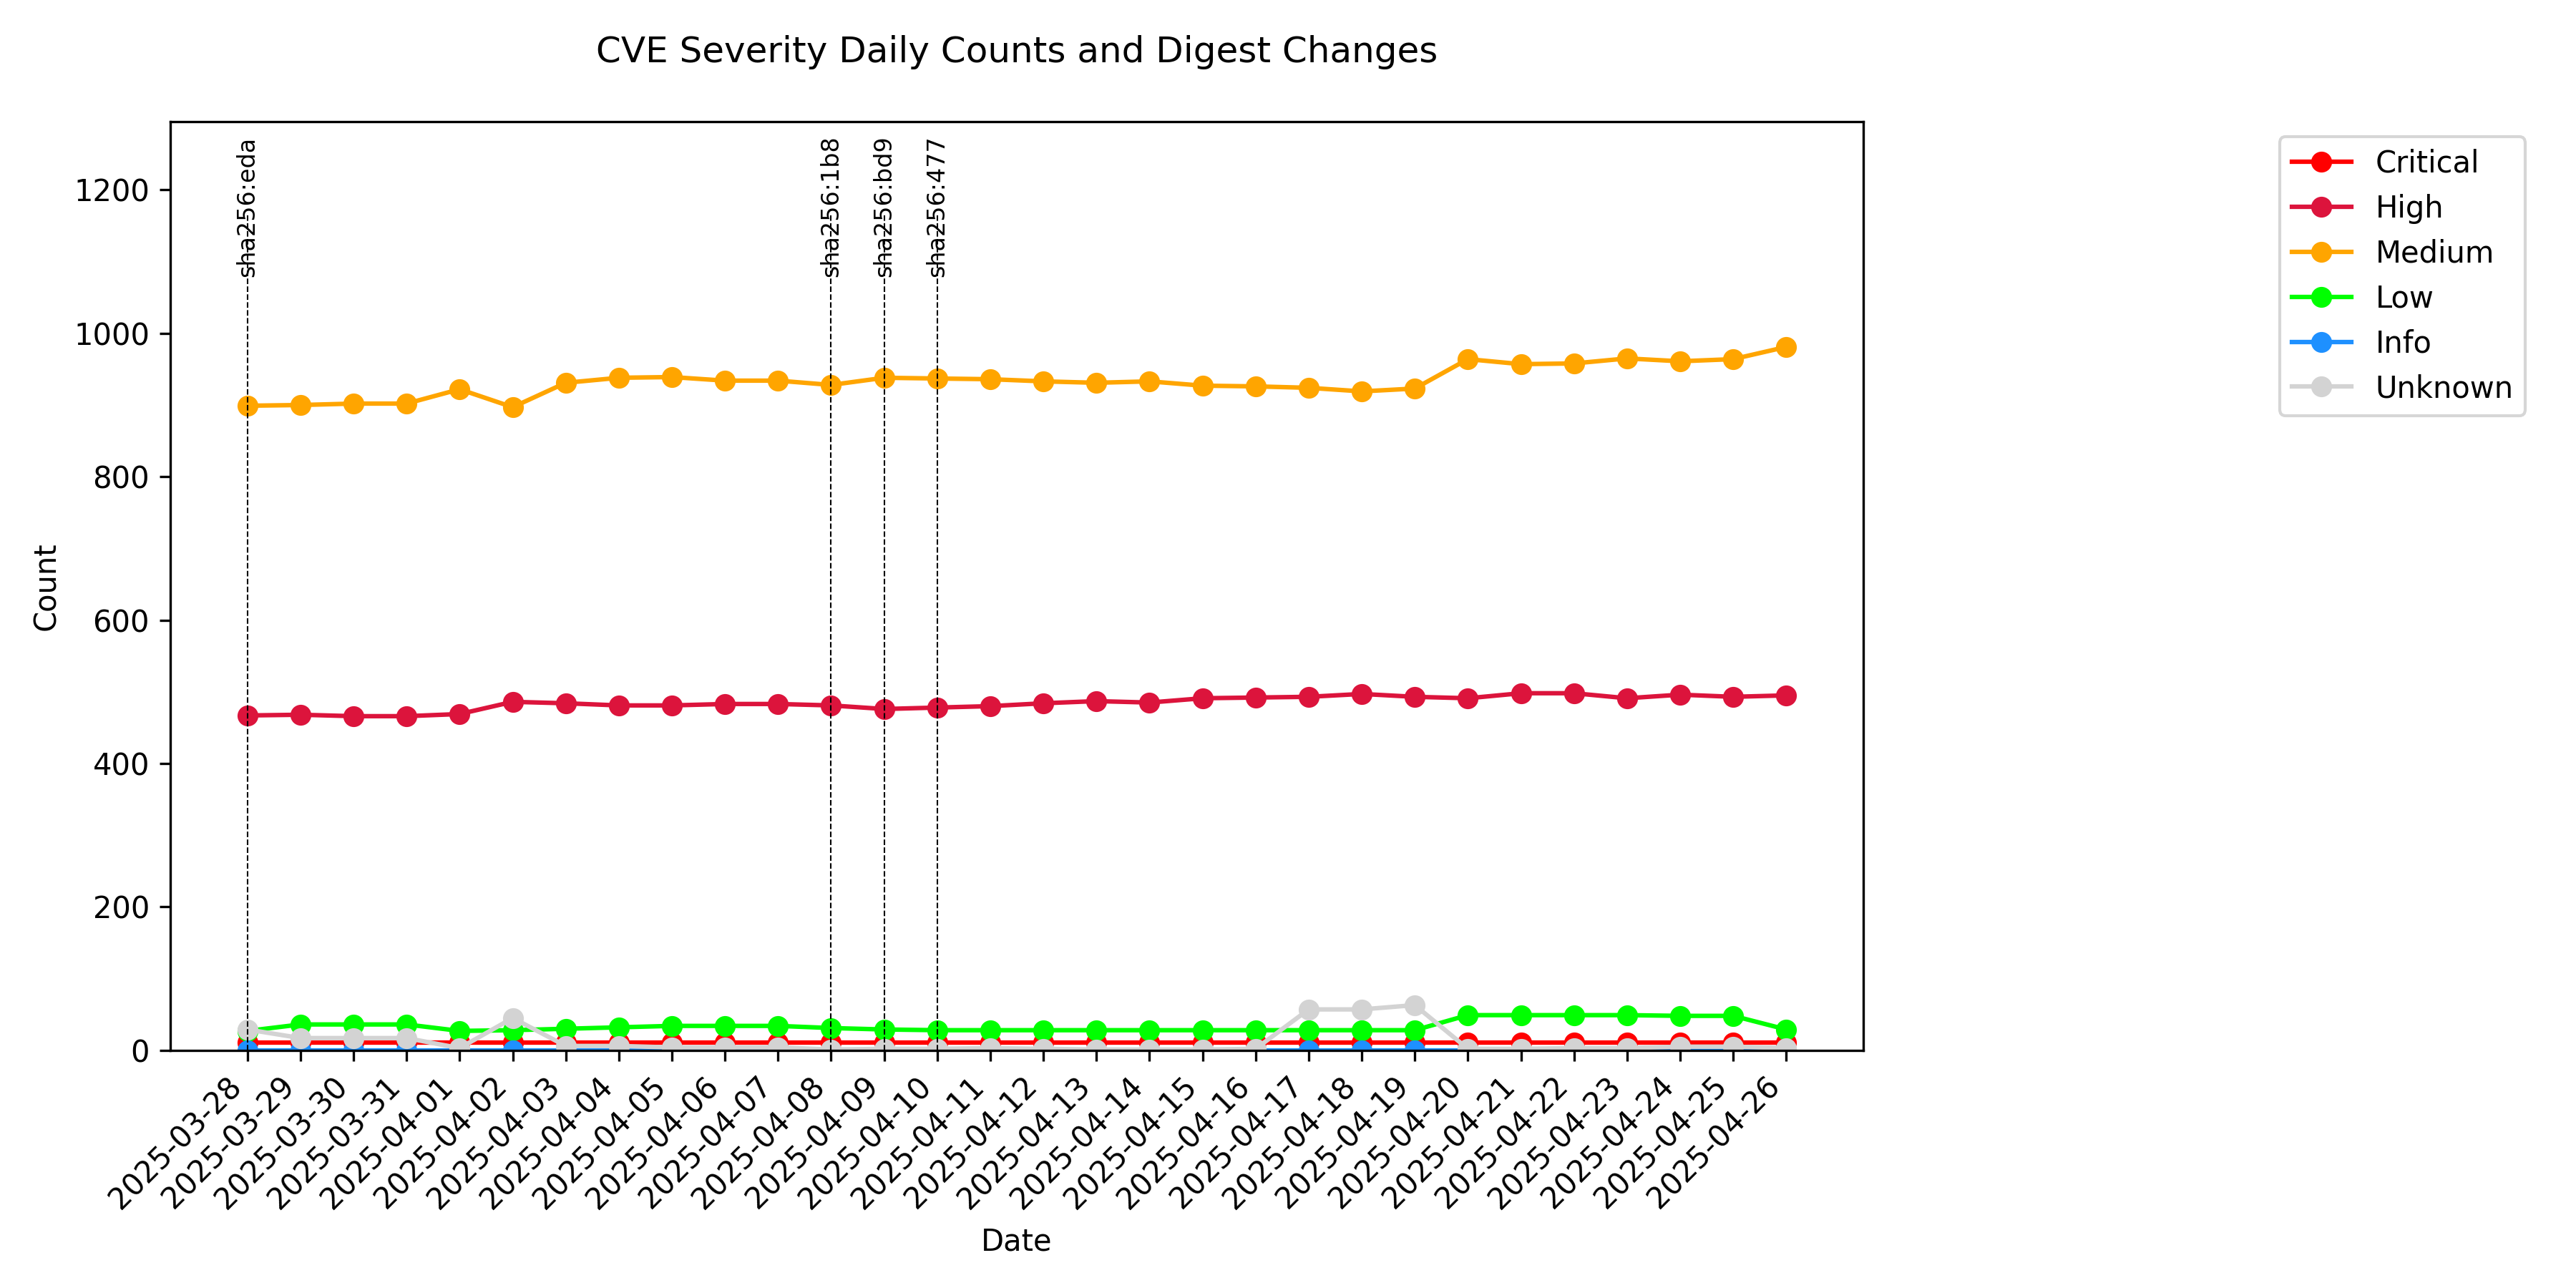 CVE Severity Daily Counts and Digest Changes
sha256:eda
sha256:1b8
sha256:bd9
sha256:477
1200
1000
800
600
400
200
0
Count
2025-03-28
2025-03-29
2025-03-30
2025-03-31
2025-04-01
2025-04-02
2025-04-03
2025-04-04
2025-04-05
2025-04-06
2025-04-07
2025-04-08
2025-04-09
2025-04-10
2025-04-11
2025-04-12
2025-04-13
2025-04-14
2025-04-15
2025-04-16
2025-04-17
2025-04-18
2025-04-19
2025-04-20
2025-04-21
2025-04-22
2025-04-23
2025-04-24
2025-04-25
2025-04-26
Date
Critical
High
Medium
Low
Info
Unknown